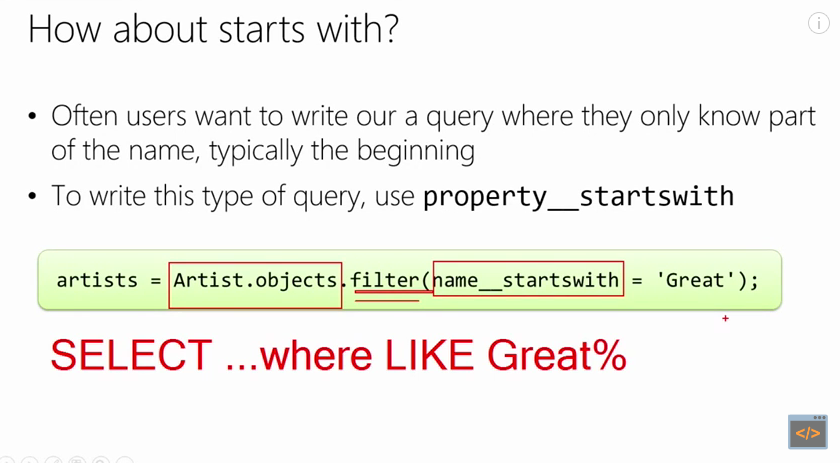 How about starts with?
• Often users want to write our a query where they only know part
of the name, typically the beginning
• To write this type of query, use property__startswith
artists = Artist.objects.filter(name__startswith = 'Great');
SELECT ...where LIKE Great%
</>